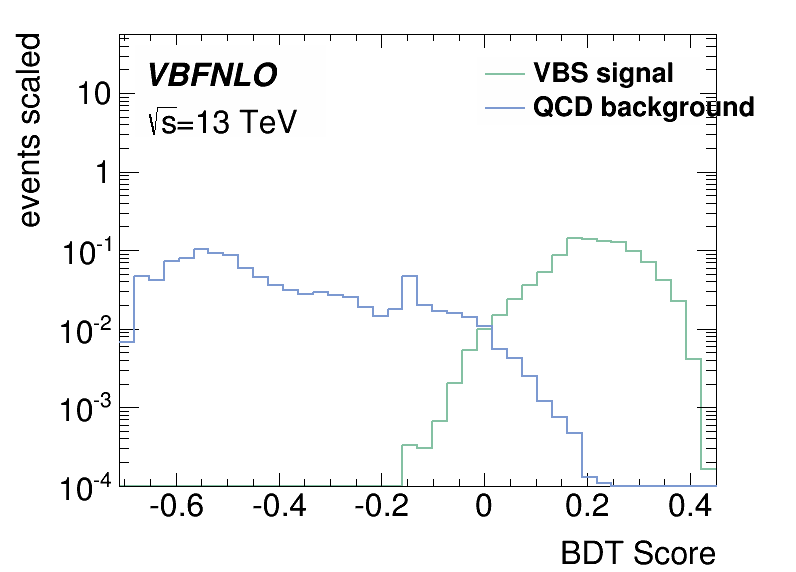 events scaled
VBFNLO
√s=13 TeV
VBS signal
QCD background
10
1
10⁻¹
10⁻²
10⁻³
10⁻⁴
-0.6 -0.4 -0.2 0 0.2 0.4
BDT Score